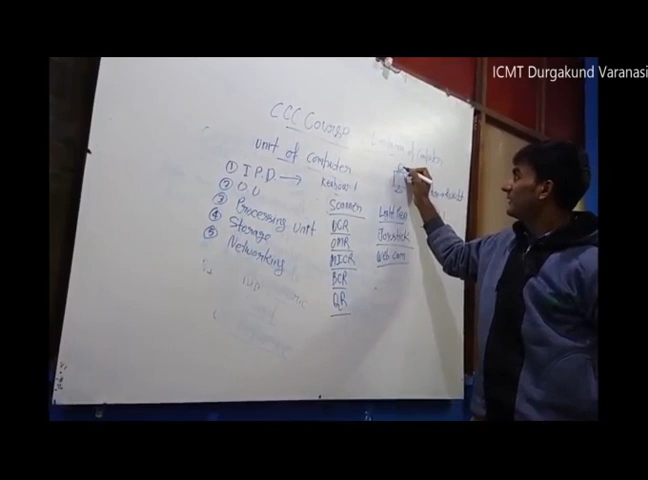 ICMT Durgakund Varanasi
CCC Course
Unit of Computer
① I.P.D. → Keyboard
② O.U
③ Processing Unit
④ Storage
⑤ Networking
Scanner
OCR
OMR
MICR
BCR
QR
Light Pen
Joystick
Web cam